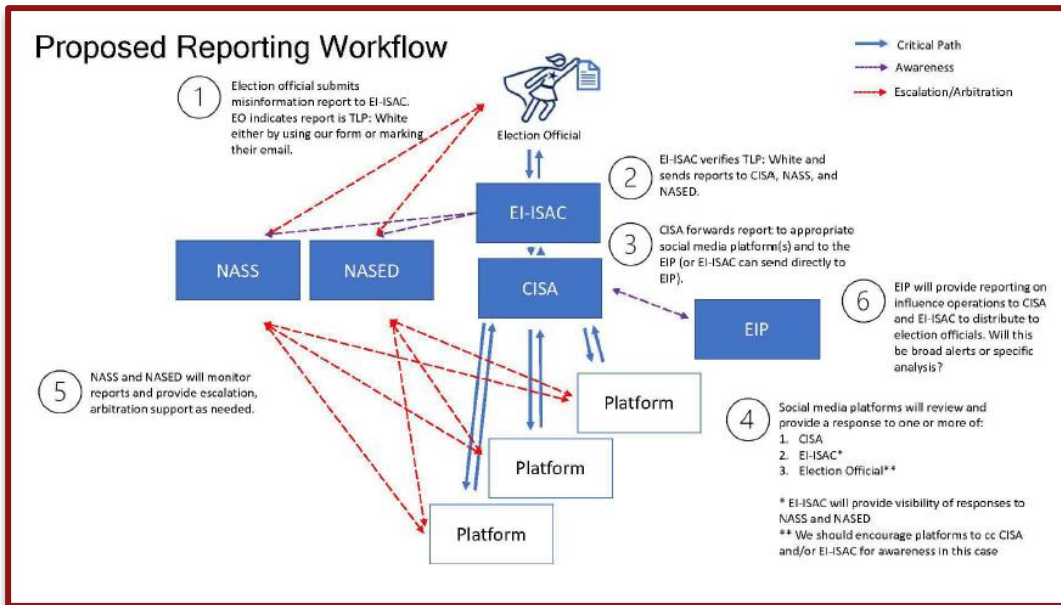 Proposed Reporting Workflow
Critical Path
Awareness
Escalation/Arbitration
1
Election official submits
misinformation report to EI-ISAC.
EO indicates report is TLP: White
either by using our form or marking
their email.
Election Official
2
EI-ISAC verifies TLP: White and
sends reports to CISA, NASS, and
NASED.
EI-ISAC
3
CISA forwards report to appropriate
social media platform(s) and to the
EIP (or EI-ISAC can send directly to
EIP).
NASS
NASED
CISA
EIP
6
EIP will provide reporting on
influence operations to CISA
and EI-ISAC to distribute to
election officials. Will this
be broad alerts or specific
analysis?
5
NASS and NASED will monitor
reports and provide escalation,
arbitration support as needed.
Platform
Platform
Platform
4
Social media platforms will review and
provide a response to one or more of:
1. CISA
2. EI-ISAC*
3. Election Official**
* EI-ISAC will provide visibility of responses to
NASS and NASED
** We should encourage platforms to cc CISA
and/or EI-ISAC for awareness in this case